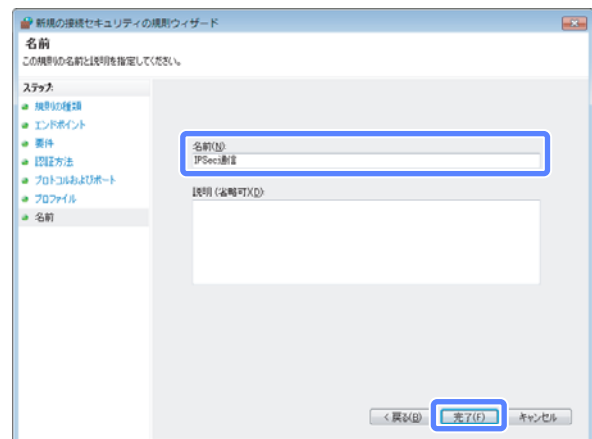 新規の接続セキュリティの規則ウィザード
名前
この規則の名前と説明を指定してください。
ステップ:
規則の種類
エンドポイント
要件
認証方法
プロトコルおよびポート
プロファイル
名前
名前(N):
IPSec通信
説明 (省略可)(D):
< 戻る(B)
完了(F)
キャンセル